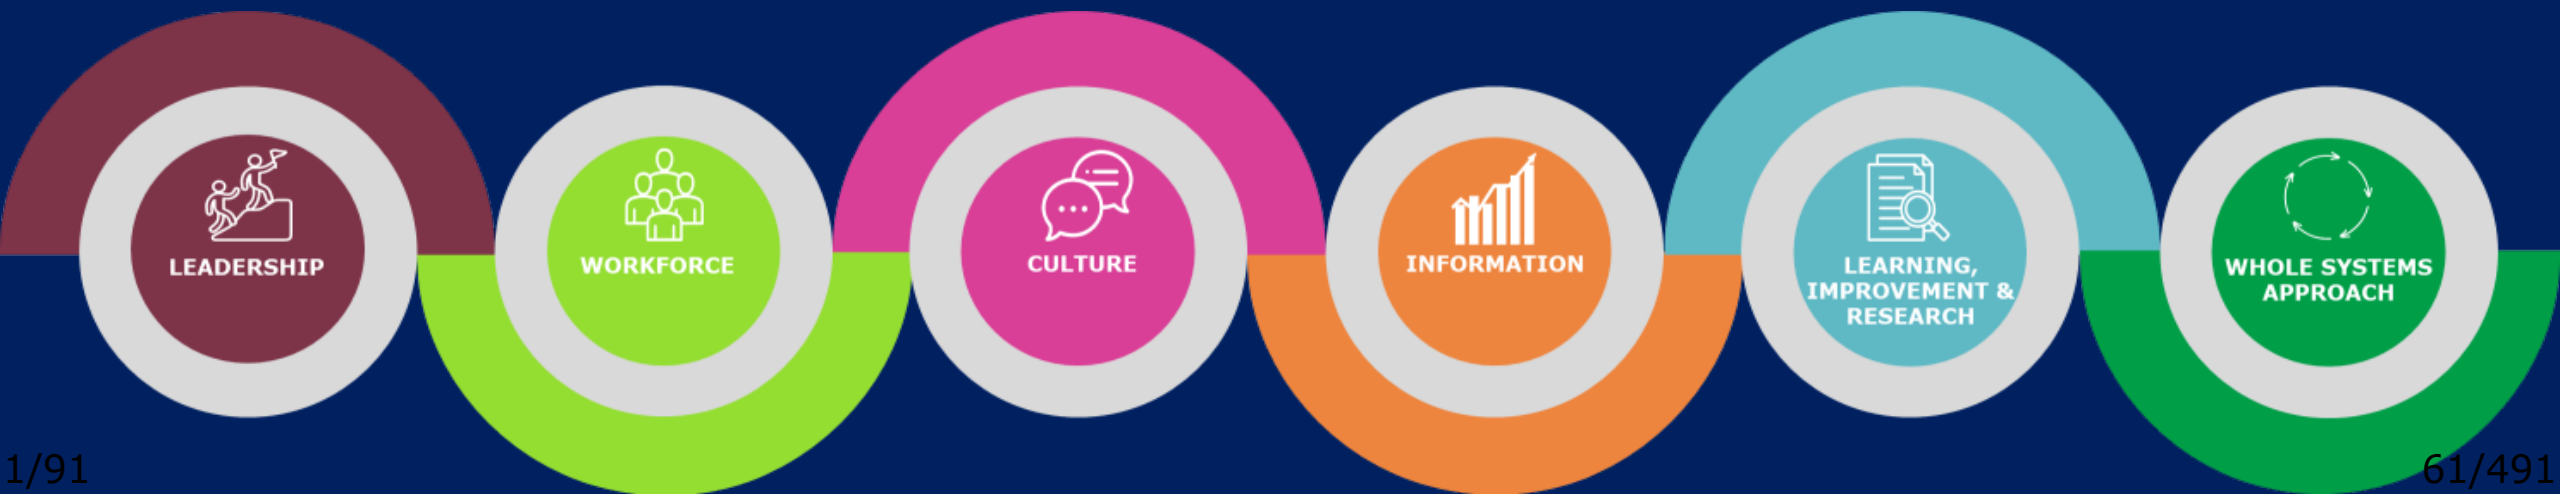 LEADERSHIP
WORKFORCE
CULTURE
INFORMATION
LEARNING,
IMPROVEMENT &
RESEARCH
WHOLE SYSTEMS
APPROACH
1/91
61/491